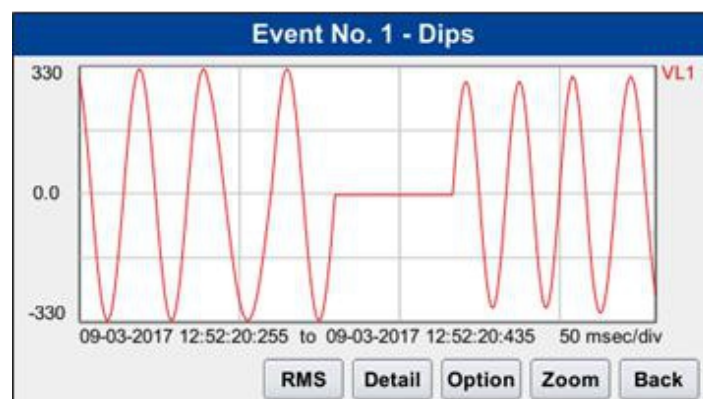 Event No. 1 - Dips
330
VL1
0.0
-330
09-03-2017 12:52:20:255 to 09-03-2017 12:52:20:435 50 msec/div
RMS Detail Option Zoom Back